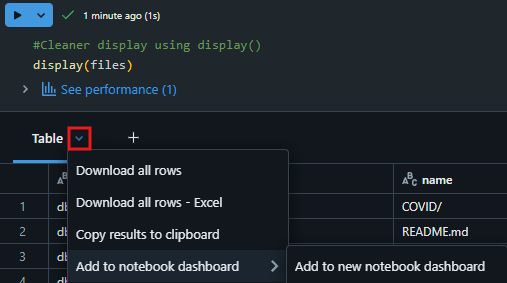 1 minute ago (1s)
#Cleaner display using display()
display(files)
See performance (1)
Table
Download all rows
Download all rows - Excel
Copy results to clipboard
Add to notebook dashboard
Add to new notebook dashboard
ABC name
1 db COVID/
2 db README.md
3 db
4 db